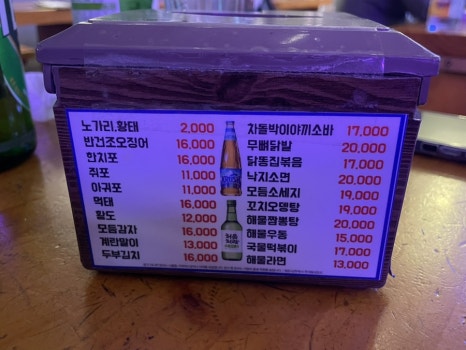 노가리.황태 2,000
반건조오징어 16,000
한치포 16,000
쥐포 11,000
아귀포 11,000
먹태 16,000
황도 12,000
모듬감자 16,000
계란말이 13,000
두부김치 16,000
차돌박이야끼소바 17,000
무뼈닭발 20,000
닭똥집볶음 17,000
낙지소면 20,000
모듬소세지 19,000
꼬치오뎅탕 19,000
해물짬뽕탕 20,000
해물우동 15,000
국물떡볶이 17,000
해물라면 13,000
처음